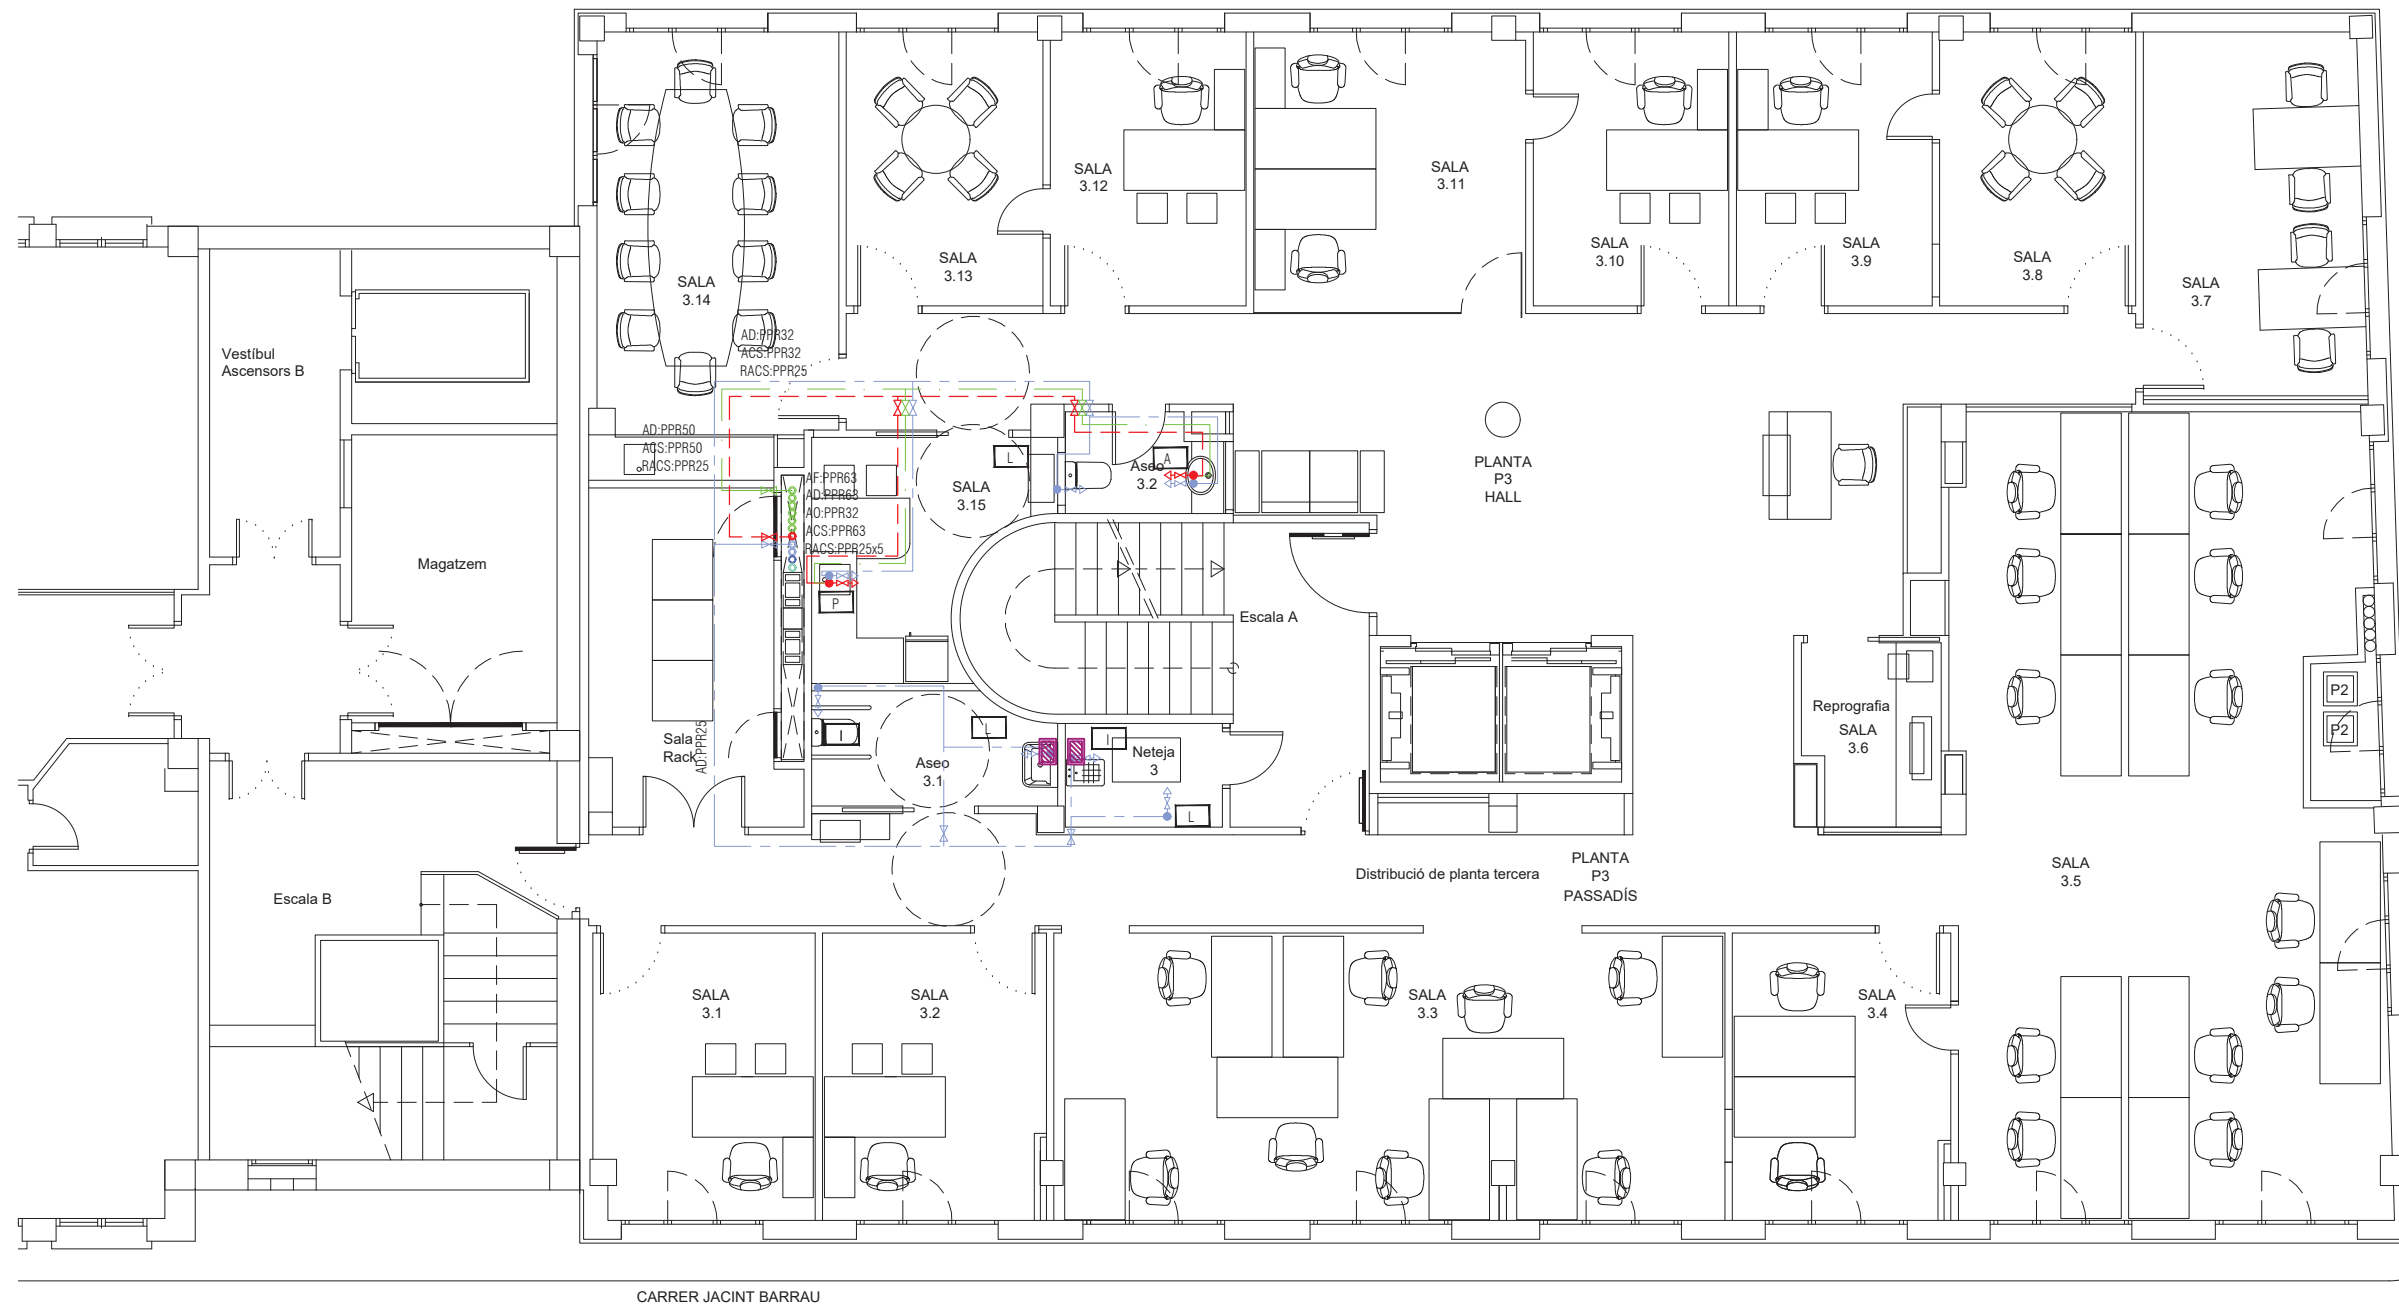 SALA
3.14
SALA
3.13
SALA
3.12
SALA
3.11
SALA
3.10
SALA
3.9
SALA
3.8
SALA
3.7
Vestíbul
Ascensors B
AD:PPR32
ACS:PPR32
RACS:PPR25
AD:PPR50
ACS:PPR50
RACS:PPR25
AF:PPR63
AD:PPR63
AO:PPR32
ACS:PPR63
RACS:PPR25x5
L
SALA
3.15
A
Aseo
3.2
PLANTA
P3
HALL
Magatzem
P
Escala A
Sala
Rack
AD:PPR25
I
L
Aseo
3.1
I
Neteja
3
L
Reprografia
SALA
3.6
P2
P2
Escala B
Distribució de planta tercera
PLANTA
P3
PASSADÍS
SALA
3.5
SALA
3.1
SALA
3.2
SALA
3.3
SALA
3.4
CARRER JACINT BARRAU